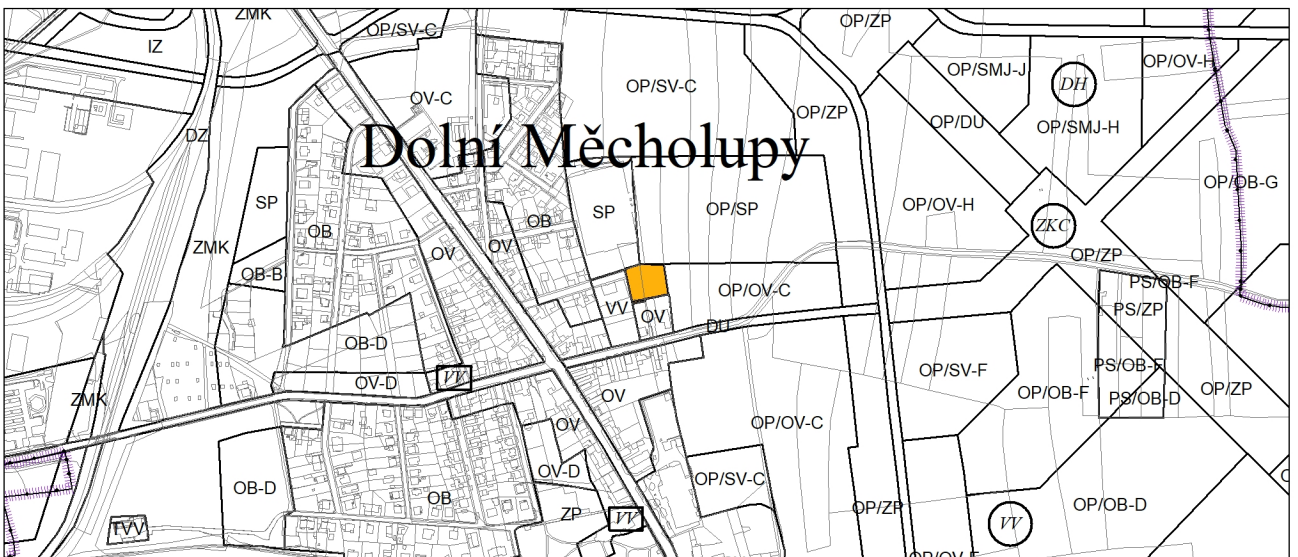 ZMK
OP/SV-C
OP/ZP
IZ
OP/SMJ-J
OP/OV-H
DH
OP/SV-C
OV-C
OP/ZP
OP/DU
OP/SMJ-H
DZ
Dolní Měcholupy
OP/OB-G
SP
SP
OP/SP
OP/OV-H
OB
OB
ZKC
ZMK
OV
OV
OP/ZP
OB-B
PS/OB-F
OP/OV-C
VV
OV
PS/ZP
DU
OB-D
PS/OB-F
OV-D
VV
OP/SV-F
OP/OB-F
OP/ZP
ZMK
OV
PS/OB-D
OV
OP/OV-C
OV-D
OP/SV-C
OB-D
OB
OP/ZP
OP/OB-D
ZP
VV
VV
TVV